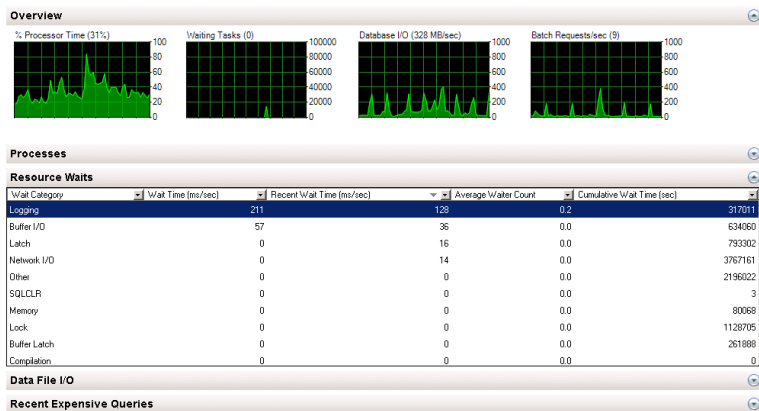 Overview
% Processor Time (31%) Waiting Tasks (0) Database I/O (328 MB/sec) Batch Requests/sec (9)
100 100000 1000 1000
80 80000 800 800
60 60000 600 600
40 40000 400 400
20 20000 200 200
0 0 0 0
Processes
Resource Waits
Wait Category Wait Time (ms/sec) Recent Wait Time (ms/sec) Average Waiter Count Cumulative Wait Time (sec)
Logging 211 128 0.2 317011
Buffer I/O 57 36 0.0 634060
Latch 0 16 0.0 793302
Network I/O 0 14 0.0 3767161
Other 0 0 0.0 2196022
SQLCLR 0 0 0.0 3
Memory 0 0 0.0 80068
Lock 0 0 0.0 1128705
Buffer Latch 0 0 0.0 261888
Compilation 0 0 0.0 0
Data File I/O
Recent Expensive Queries